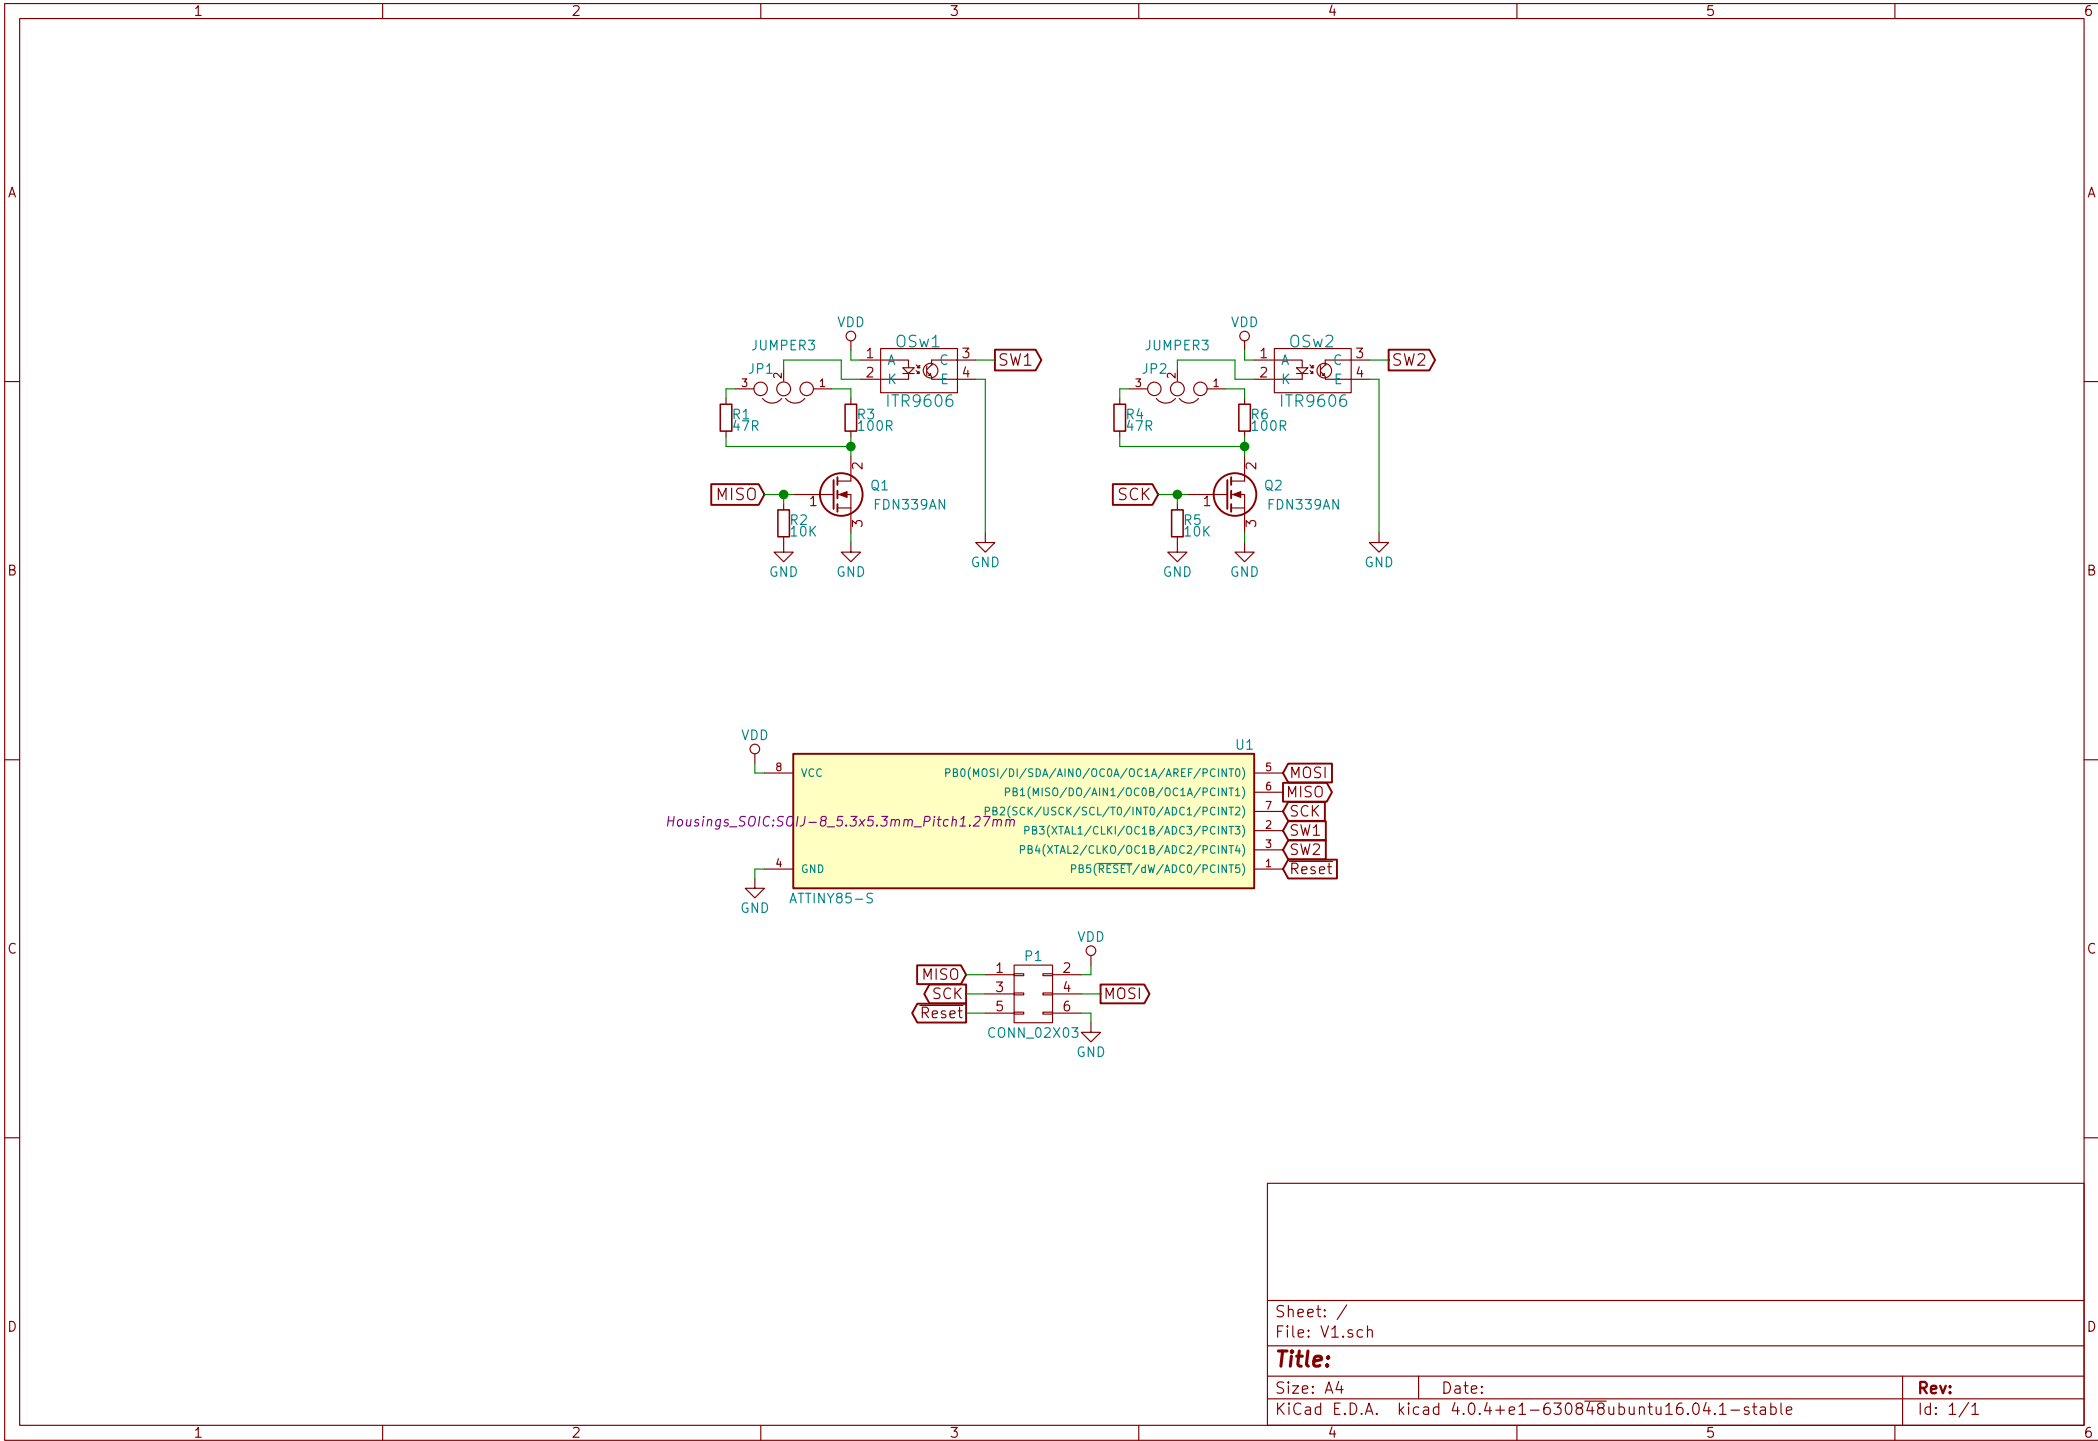 1 2 3 4 5 6
A A
VDD VDD
OSw1 OSw2
JUMPER3 JUMPER3
1 A C 3 SW1 1 A C 3 SW2
JP1 2 JP2 2
2 K E 4 2 K E 4
3 1 3 1
ITR9606 ITR9606
R1 R3 R4 R6
47R 100R 47R 100R
2 2
Q1 Q2
MISO 1 SCK 1
FDN339AN FDN339AN
R2 3 R5 3
10K 10K
GND GND
GND GND GND GND
B B
VDD
U1
8 VCC PB0(MOSI/DI/SDA/AIN0/OC0A/OC1A/AREF/PCINT0) 5 MOSI
PB1(MISO/DO/AIN1/OC0B/OC1A/PCINT1) 6 MISO
PB2(SCK/USCK/SCL/T0/INT0/ADC1/PCINT2) 7 SCK
Housings_SOIC:SOIJ-8_5.3x5.3mm_Pitch1.27mm
PB3(XTAL1/CLKI/OC1B/ADC3/PCINT3) 2 SW1
PB4(XTAL2/CLKO/OC1B/ADC2/PCINT4) 3 SW2
4 GND PB5(RESET/dW/ADC0/PCINT5) 1 Reset
ATTINY85-S
GND
VDD
C C
P1
MISO 1 2
SCK 3 4 MOSI
Reset 5 6
CONN_02X03
GND
Sheet: /
File: V1.sch
D D
Title:
Size: A4 Date: Rev:
KiCad E.D.A. kicad 4.0.4+e1-630848ubuntu16.04.1-stable Id: 1/1
1 2 3 4 5 6